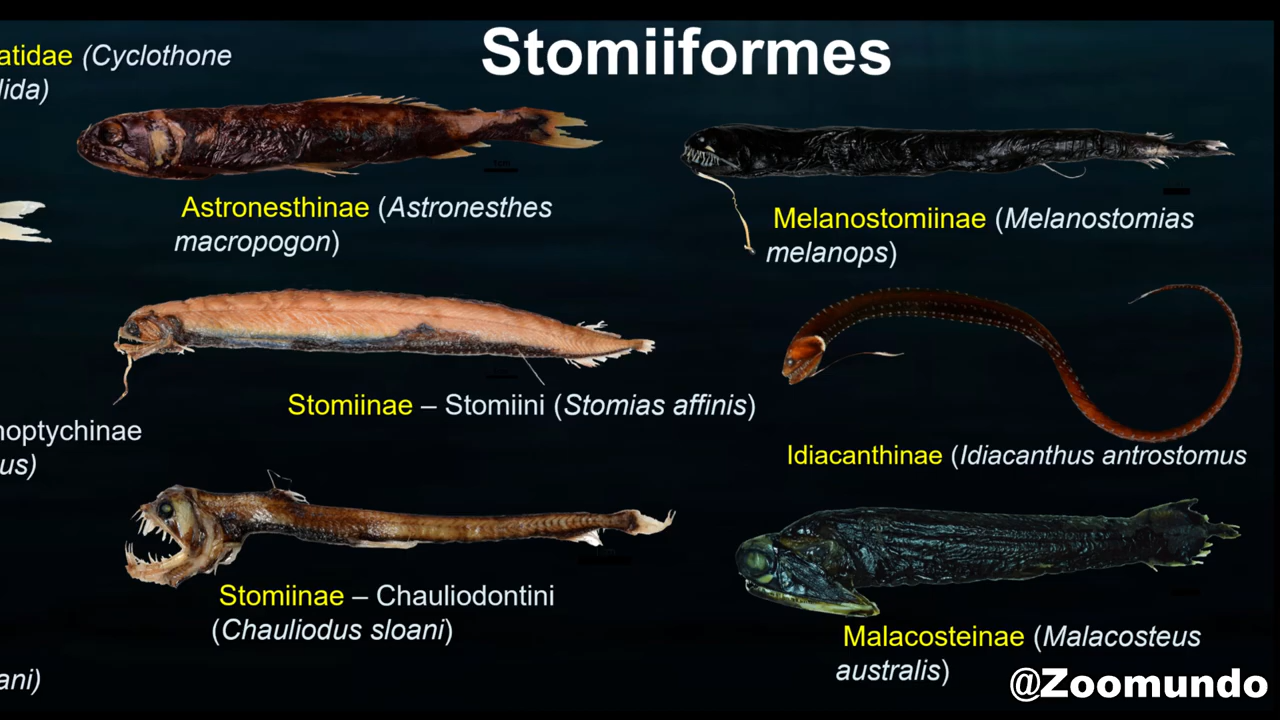 Stomiiformes
atidae (Cyclothone
lida)
Astronesthinae (Astronesthes
macropogon)
Melanostomiinae (Melanostomias
melanops)
Stomiinae – Stomiini (Stomias affinis)
noptychinae
us)
Idiacanthinae (Idiacanthus antrostomus
Stomiinae – Chauliodontini
(Chauliodus sloani)
Malacosteinae (Malacosteus
australis)
ani)
@Zoomundo